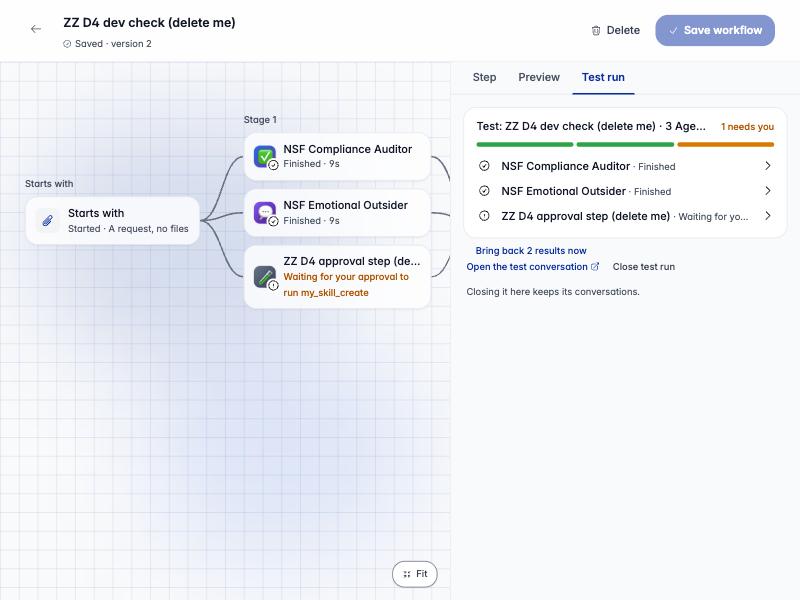 ZZ D4 dev check (delete me)
Saved · version 2
Delete
Save workflow
Stage 1
NSF Compliance Auditor
Finished · 9s
Starts with
Starts with
Started · A request, no files
NSF Emotional Outsider
Finished · 9s
ZZ D4 approval step (de...
Waiting for your approval to
run my_skill_create
Fit
Step
Preview
Test run
Test: ZZ D4 dev check (delete me) · 3 Age...
1 needs you
NSF Compliance Auditor · Finished
NSF Emotional Outsider · Finished
ZZ D4 approval step (delete me) · Waiting for yo...
Bring back 2 results now
Open the test conversation
Close test run
Closing it here keeps its conversations.